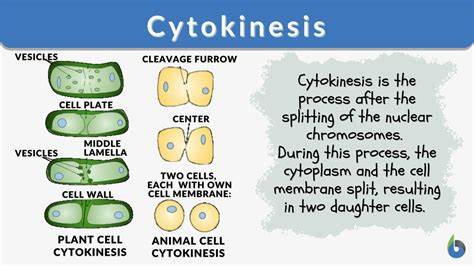 Cytokinesis
VESICLES
CELL PLATE
MIDDLE
LAMELLA
VESICLES
CELL WALL
PLANT CELL
CYTOKINESIS
CLEAVAGE FURROW
CENTER
TWO CELLS,
EACH WITH OWN
CELL MEMBRANE:
ANIMAL CELL
CYTOKINESIS
Cytokinesis is the
process after the
splitting of the nuclear
chromosomes.
During this process, the
cytoplasm and the cell
membrane split, resulting
in two daughter cells.